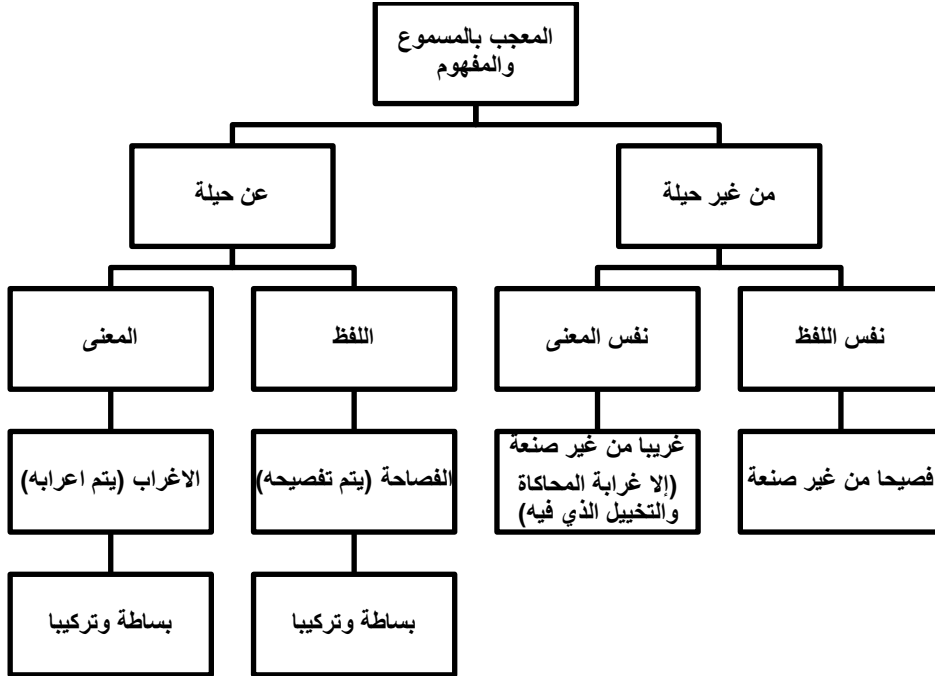 المعجب بالمسموع
والمفهوم
من غير حيلة
عن حيلة
نفس اللفظ
نفس المعنى
اللفظ
المعنى
فصيحا من غير صنعة
غريبا من غير صنعة
(إلا غرابة المحاكاة
والتخييل الذي فيه)
الفصاحة (يتم تفصيحه)
الاغراب (يتم اعرابه)
بساطة وتركيبا
بساطة وتركيبا